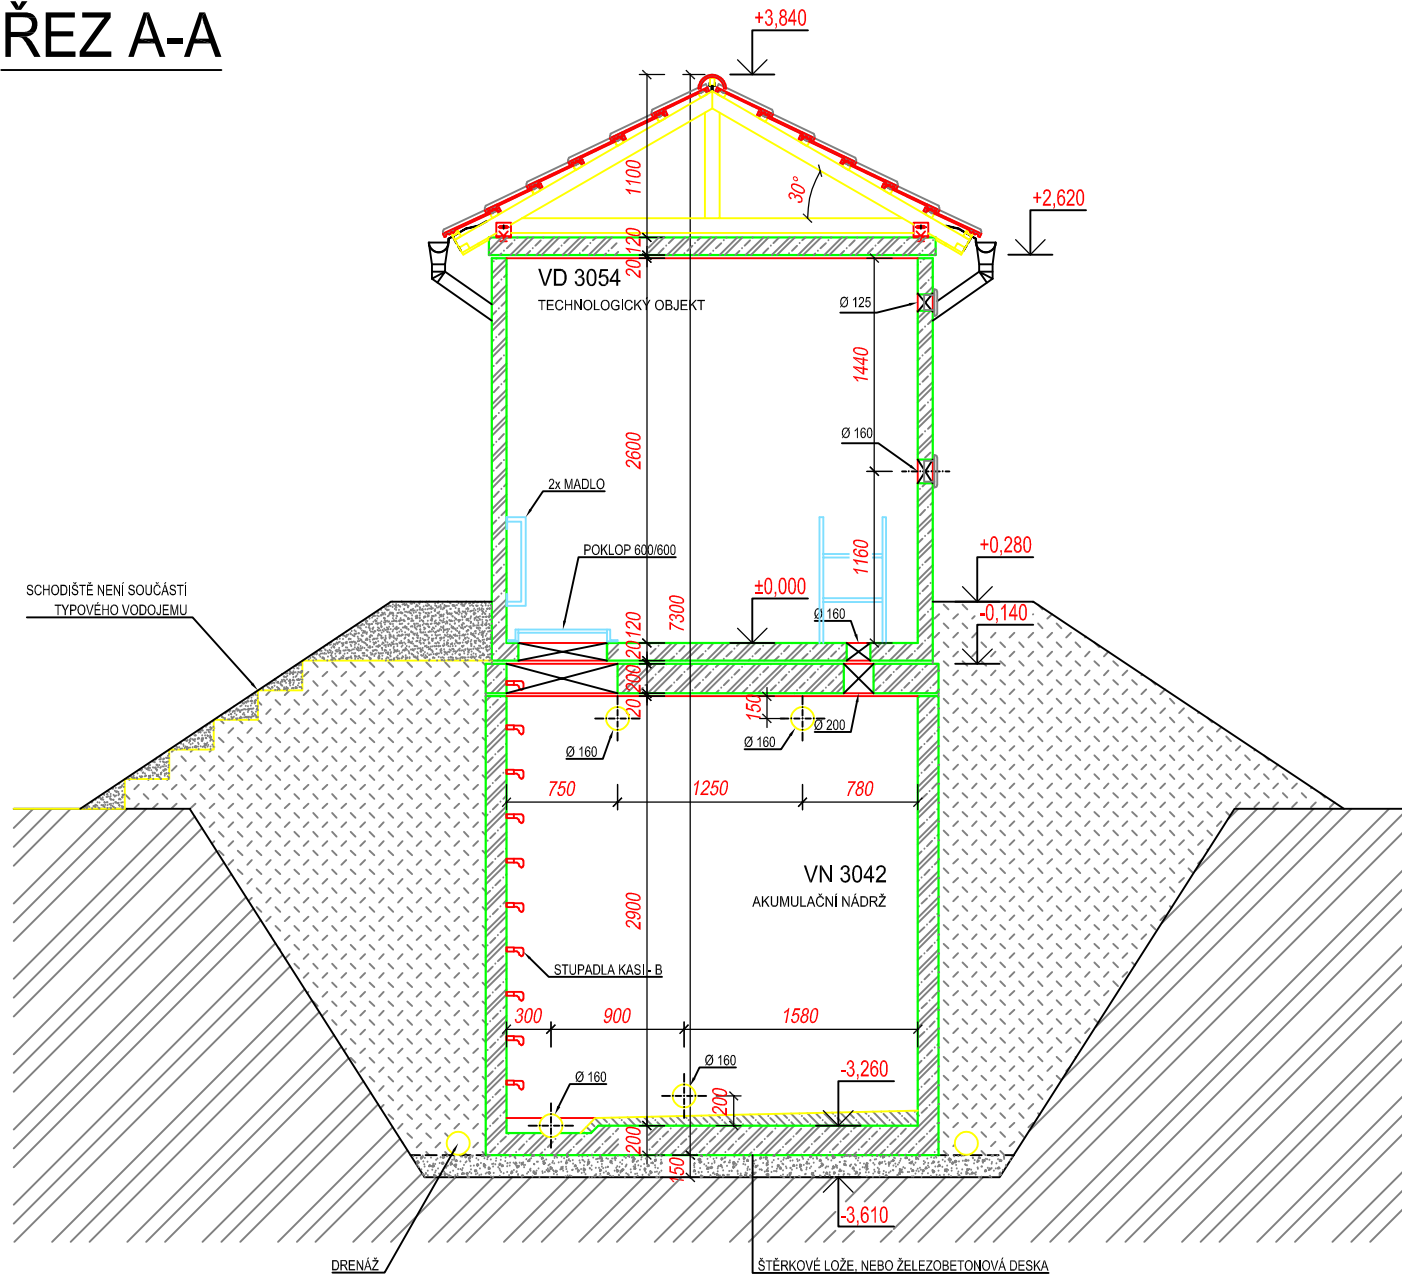 ŘEZ A-A
+3,840
1100
30°
+2,620
120
20
VD 3054
TECHNOLOGICKÝ OBJEKT
Ø 125
1440
2600
Ø 160
2x MADLO
POKLOP 600/600
1160
+0,280
SCHODIŠTĚ NENÍ SOUČÁSTÍ
TYPOVÉHO VODOJEMU
±0,000
7300
Ø 160
-0,140
120
20
200
20
150
Ø 160
Ø 160
Ø 200
750
1250
780
VN 3042
AKUMULAČNÍ NÁDRŽ
2900
STUPADLA KASI - B
300
900
1580
Ø 160
Ø 160
-3,260
200
200
150
-3,610
DRENÁŽ
ŠTĚRKOVÉ LOŽE, NEBO ŽELEZOBETONOVÁ DESKA